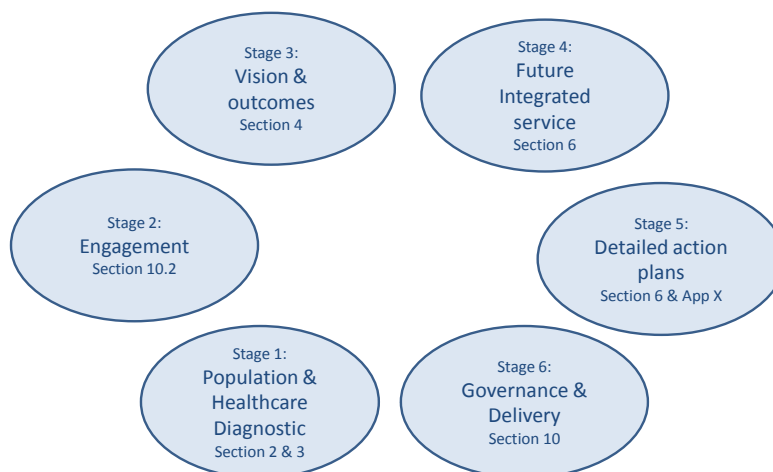 Stage 3:
Vision &
outcomes
Section 4
Stage 4:
Future
Integrated
service
Section 6
Stage 2:
Engagement
Section 10.2
Stage 5:
Detailed action
plans
Section 6 & App X
Stage 1:
Population &
Healthcare
Diagnostic
Section 2 & 3
Stage 6:
Governance &
Delivery
Section 10